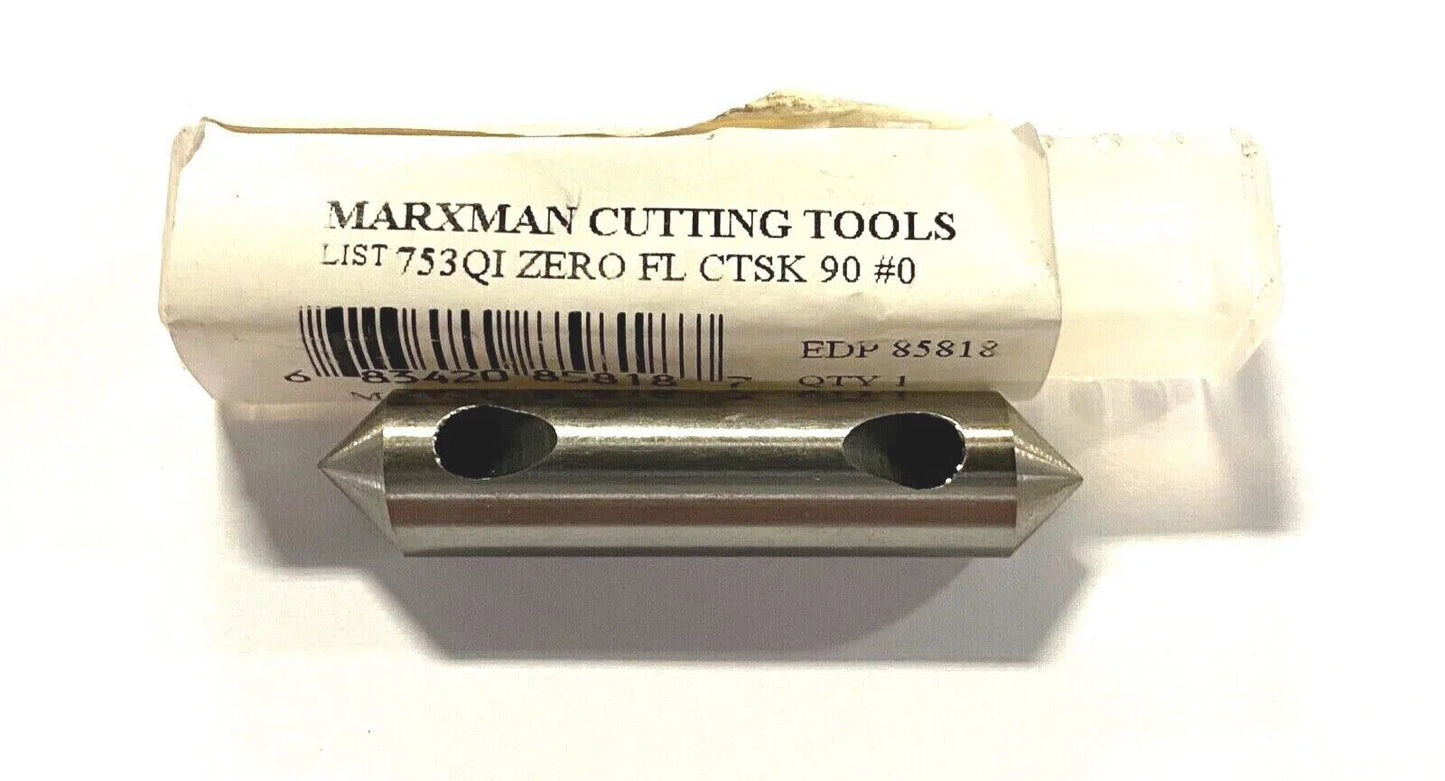 MARXMAN CUTTING TOOLS
LIST 753QI ZERO FL CTSK 90 #0
EDP 85818
6 83420 85818 7
QTY 1